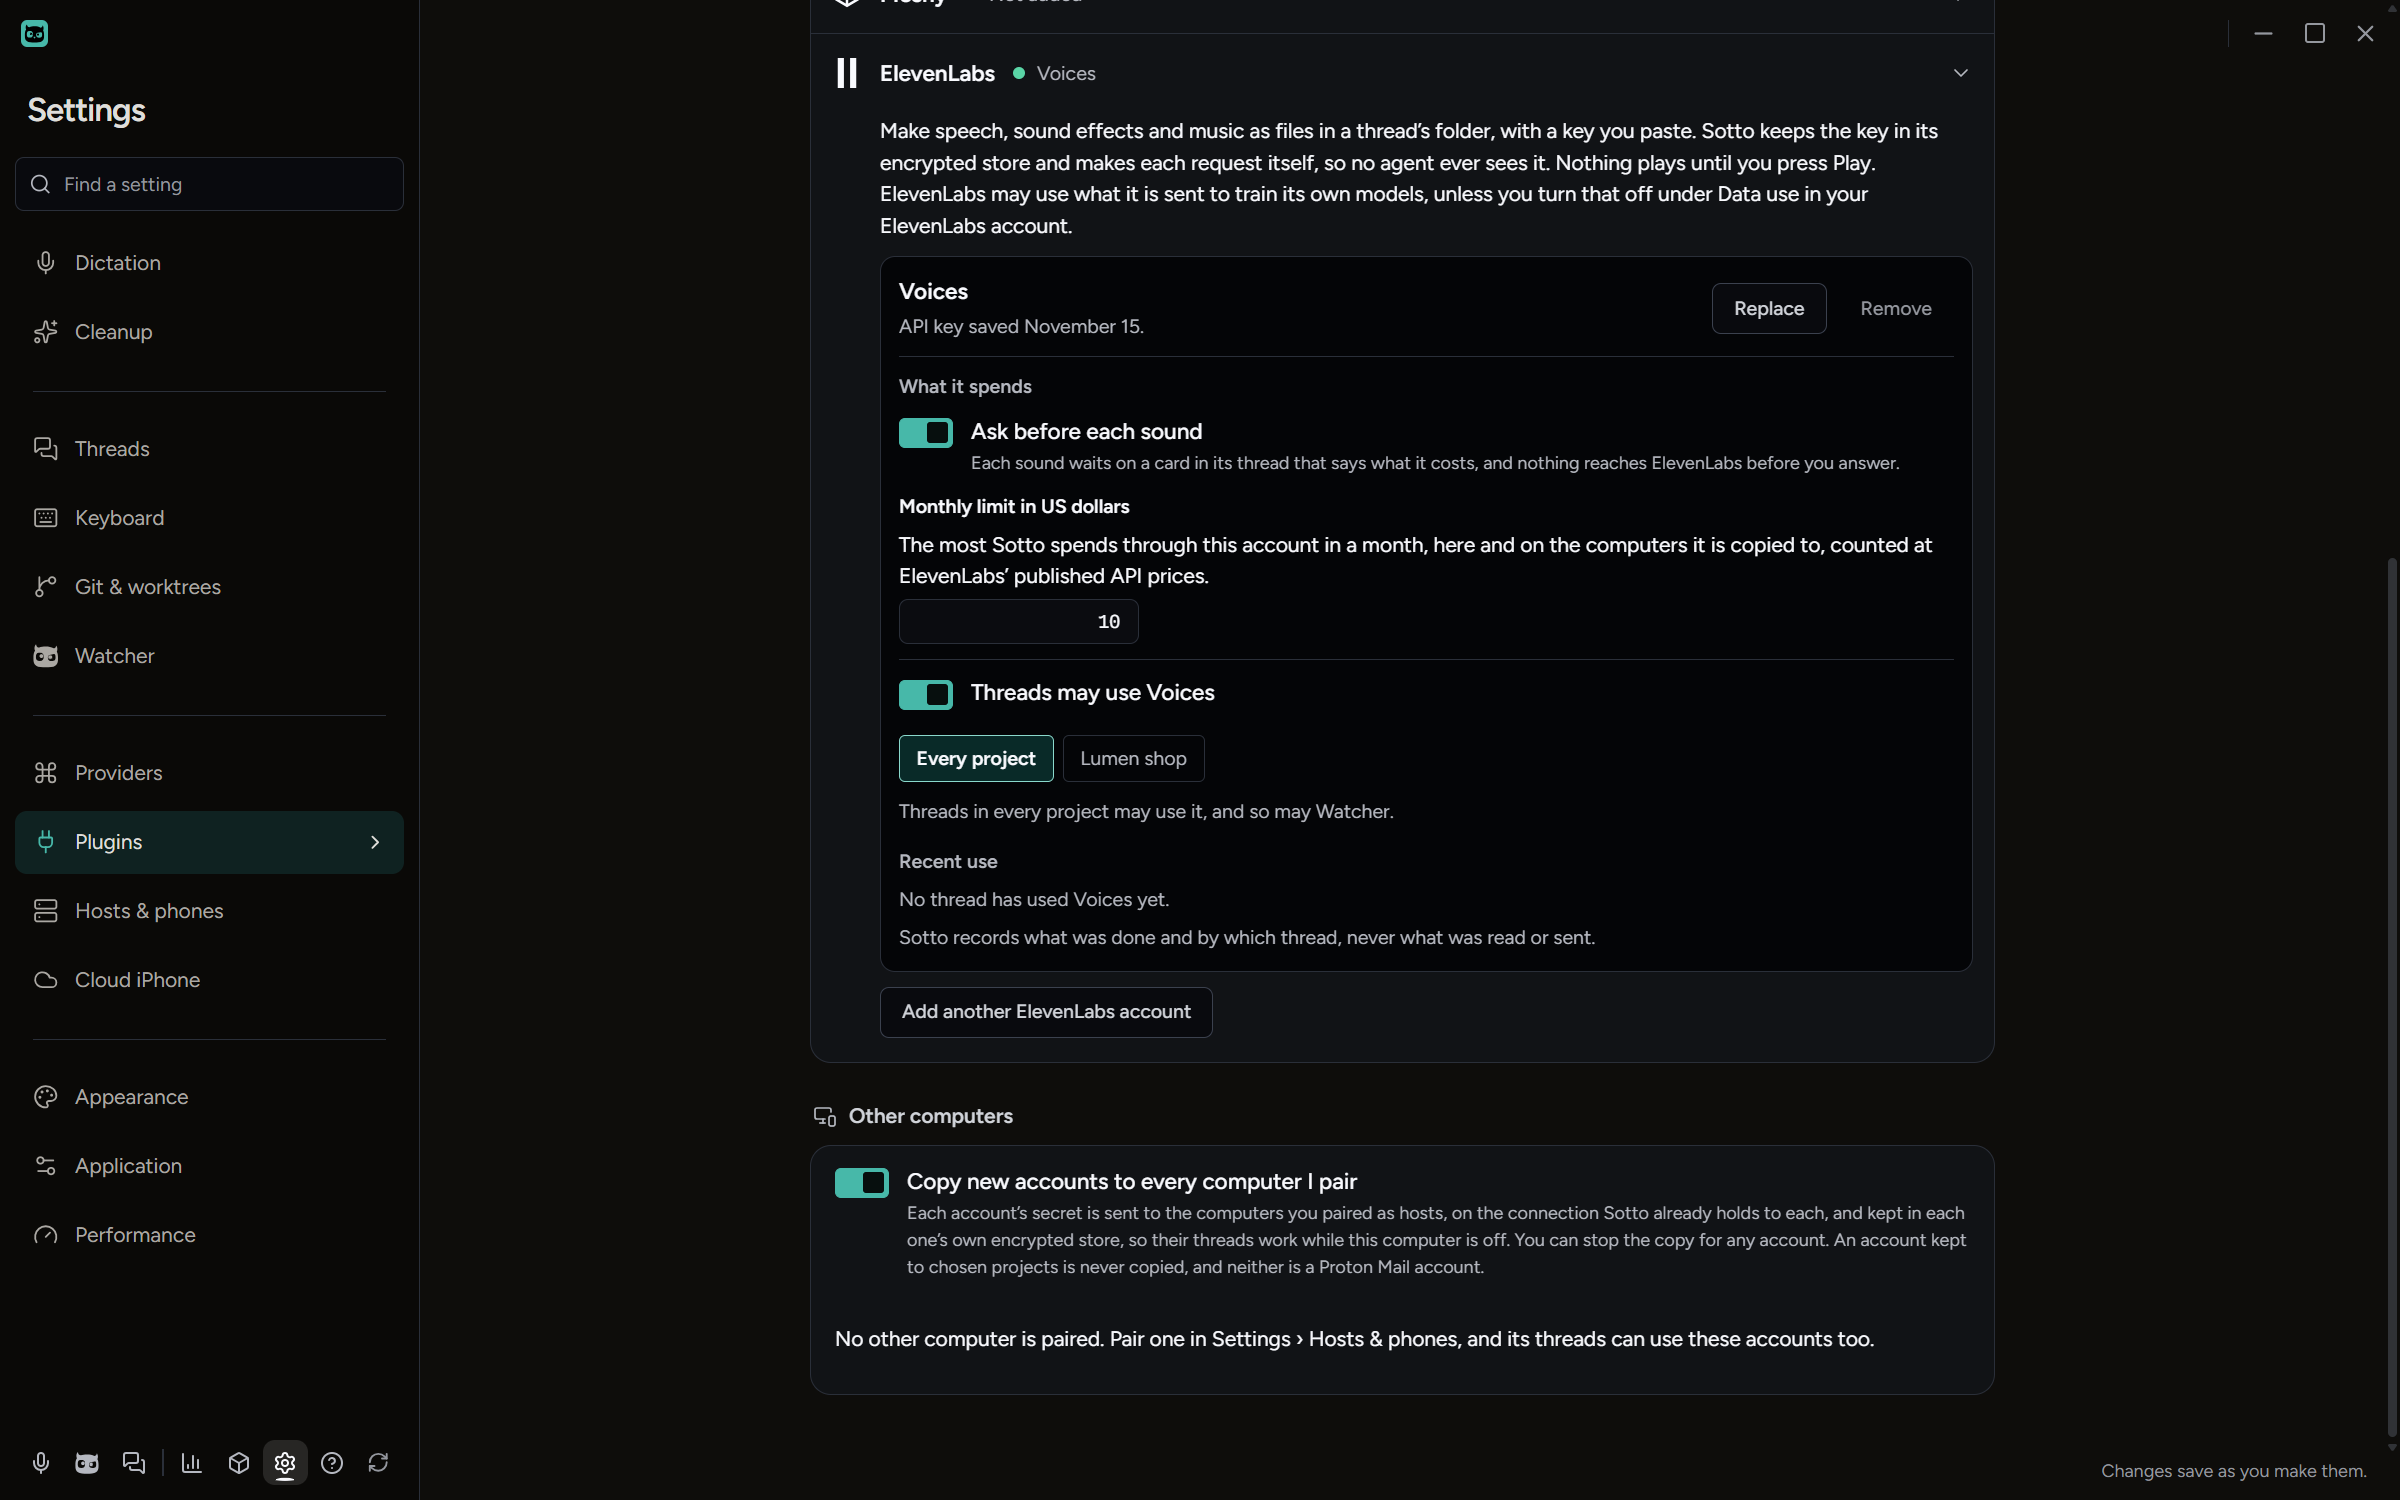 Settings
Find a setting
Dictation
Cleanup
Threads
Keyboard
Git & worktrees
Watcher
Providers
Plugins
Hosts & phones
Cloud iPhone
Appearance
Application
Performance
ElevenLabs
Voices
Make speech, sound effects and music as files in a thread’s folder, with a key you paste. Sotto keeps the key in its
encrypted store and makes each request itself, so no agent ever sees it. Nothing plays until you press Play.
ElevenLabs may use what it is sent to train its own models, unless you turn that off under Data use in your
ElevenLabs account.
Voices
API key saved November 15.
Replace
Remove
What it spends
Ask before each sound
Each sound waits on a card in its thread that says what it costs, and nothing reaches ElevenLabs before you answer.
Monthly limit in US dollars
The most Sotto spends through this account in a month, here and on the computers it is copied to, counted at
ElevenLabs’ published API prices.
10
Threads may use Voices
Every project
Lumen shop
Threads in every project may use it, and so may Watcher.
Recent use
No thread has used Voices yet.
Sotto records what was done and by which thread, never what was read or sent.
Add another ElevenLabs account
Other computers
Copy new accounts to every computer I pair
Each account’s secret is sent to the computers you paired as hosts, on the connection Sotto already holds to each, and kept in each
one’s own encrypted store, so their threads work while this computer is off. You can stop the copy for any account. An account kept
to chosen projects is never copied, and neither is a Proton Mail account.
No other computer is paired. Pair one in Settings › Hosts & phones, and its threads can use these accounts too.
Changes save as you make them.